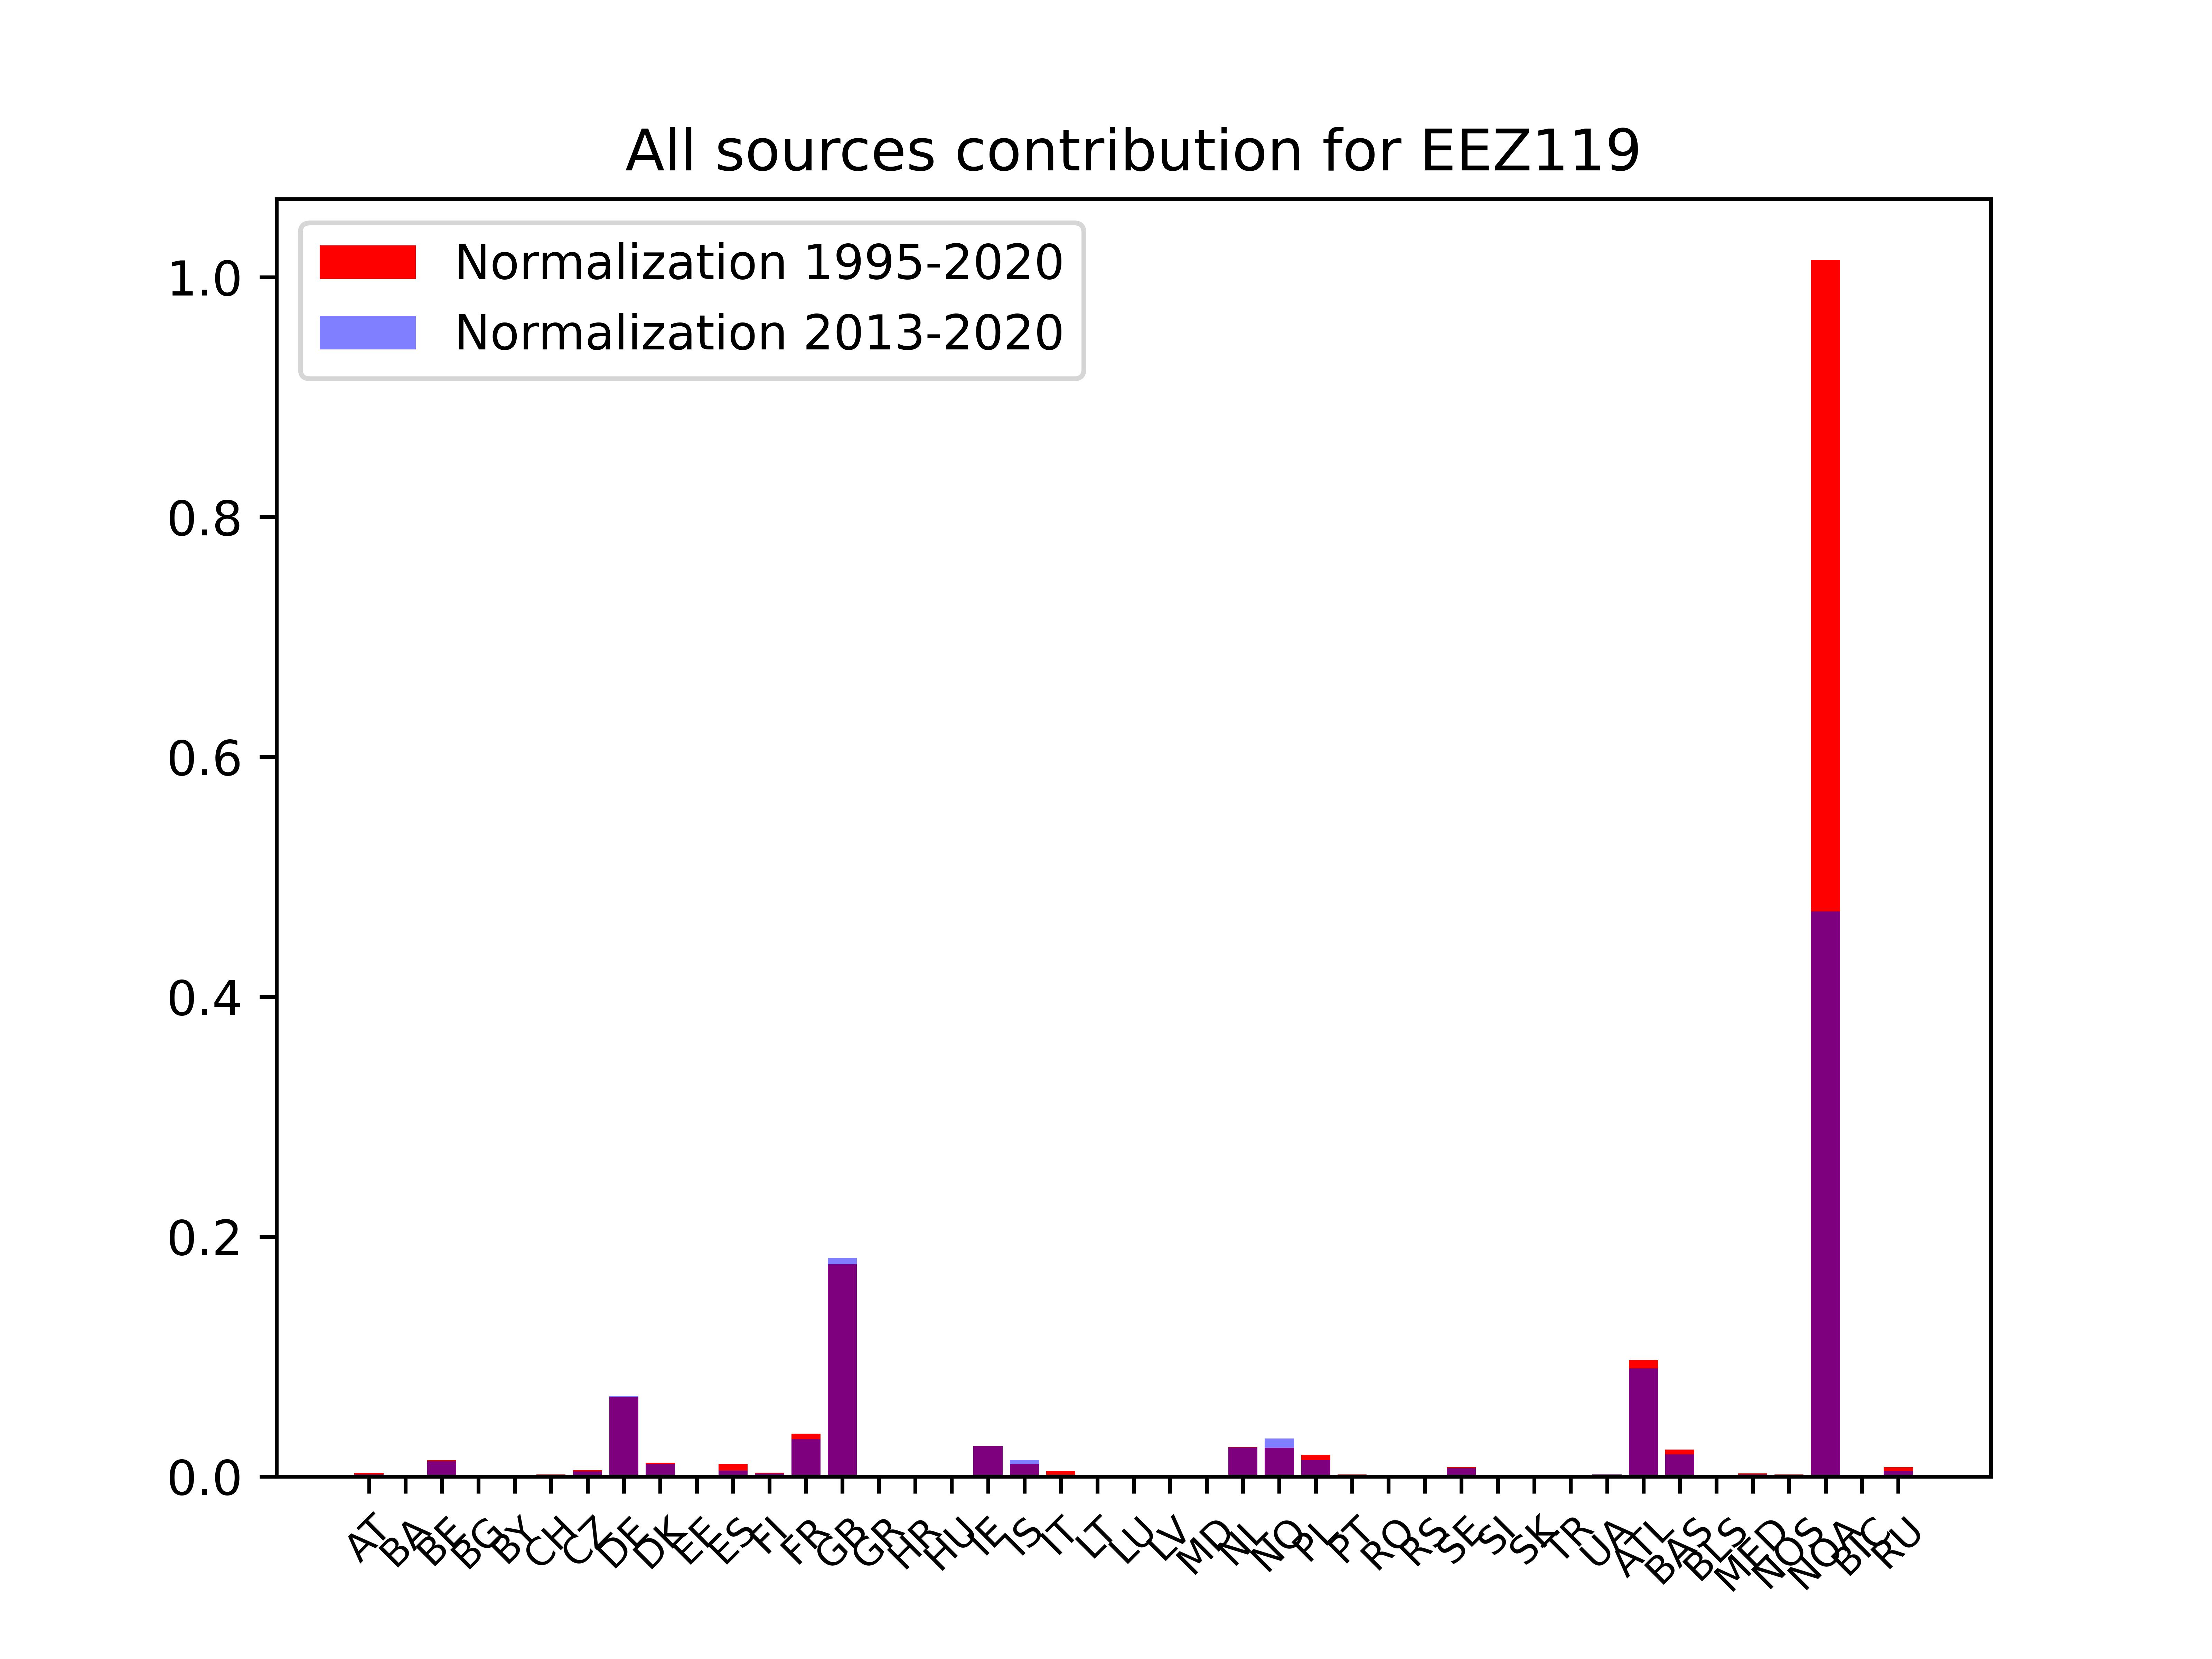 All sources contribution for EEZ119
Normalization 1995-2020
Normalization 2013-2020
1.0
0.8
0.6
0.4
0.2
0.0
AT
BA
BE
BG
BY
CH
CZ
DE
DK
EE
ES
FI
FR
GB
GR
HR
HU
IE
IS
IT
LT
LU
LV
MD
NL
NO
PL
PT
RO
RS
SE
SI
SK
TR
UA
ATL
BAS
BLS
MED
NOS
NOA
BIC
RU